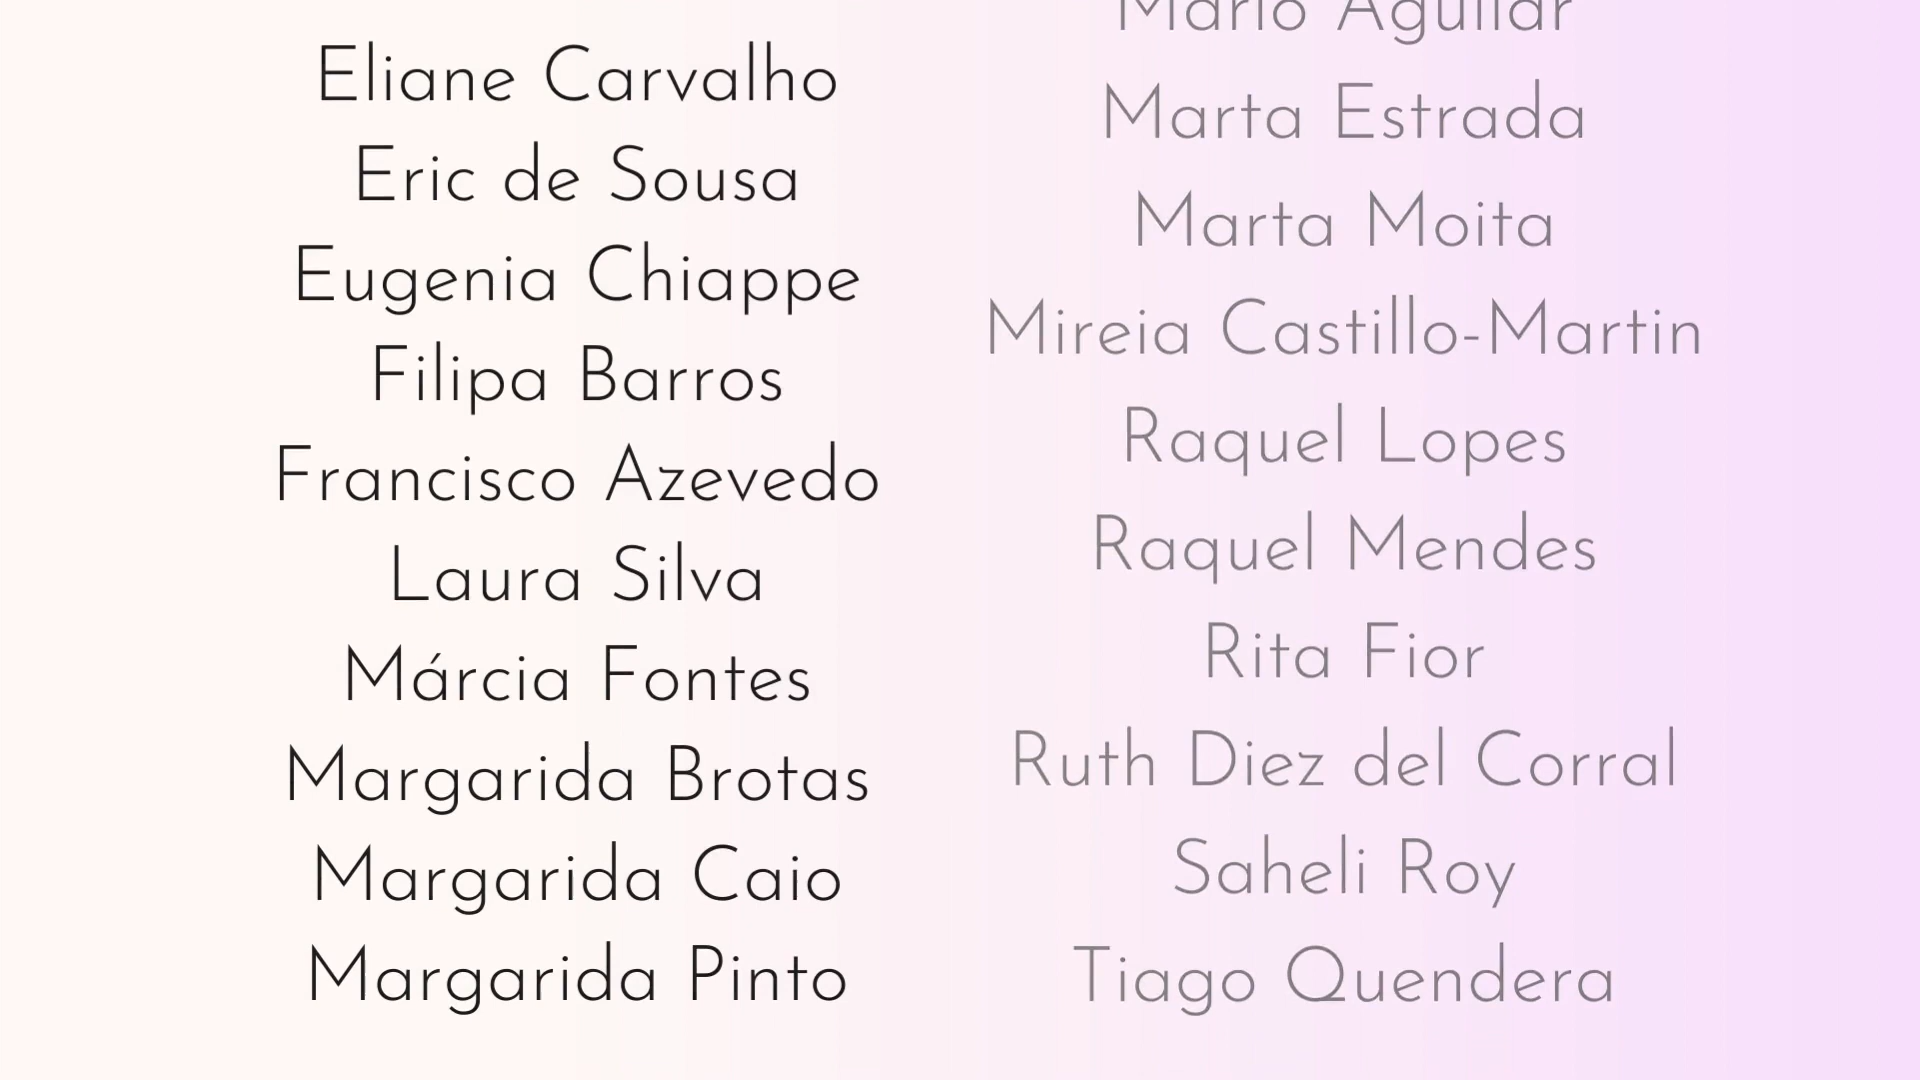 Eliane Carvalho
Eric de Sousa
Eugenia Chiappe
Filipa Barros
Francisco Azevedo
Laura Silva
Márcia Fontes
Margarida Brotas
Margarida Caio
Margarida Pinto
Mario Aguilar
Marta Estrada
Marta Moita
Mireia Castillo-Martin
Raquel Lopes
Raquel Mendes
Rita Fior
Ruth Diez del Corral
Saheli Roy
Tiago Quendera